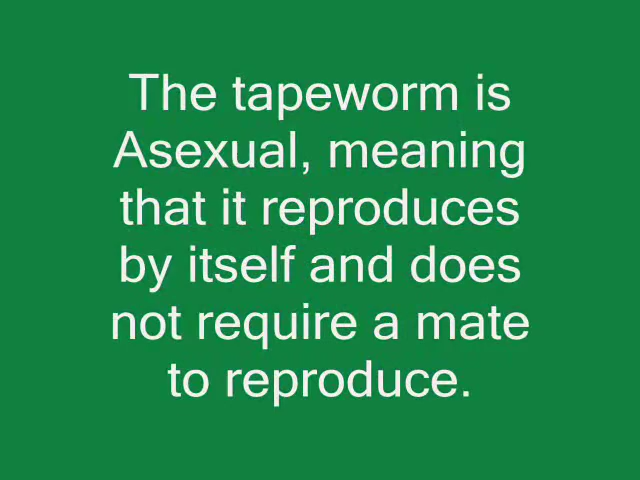 The tapeworm is
Asexual, meaning
that it reproduces
by itself and does
not require a mate
to reproduce.